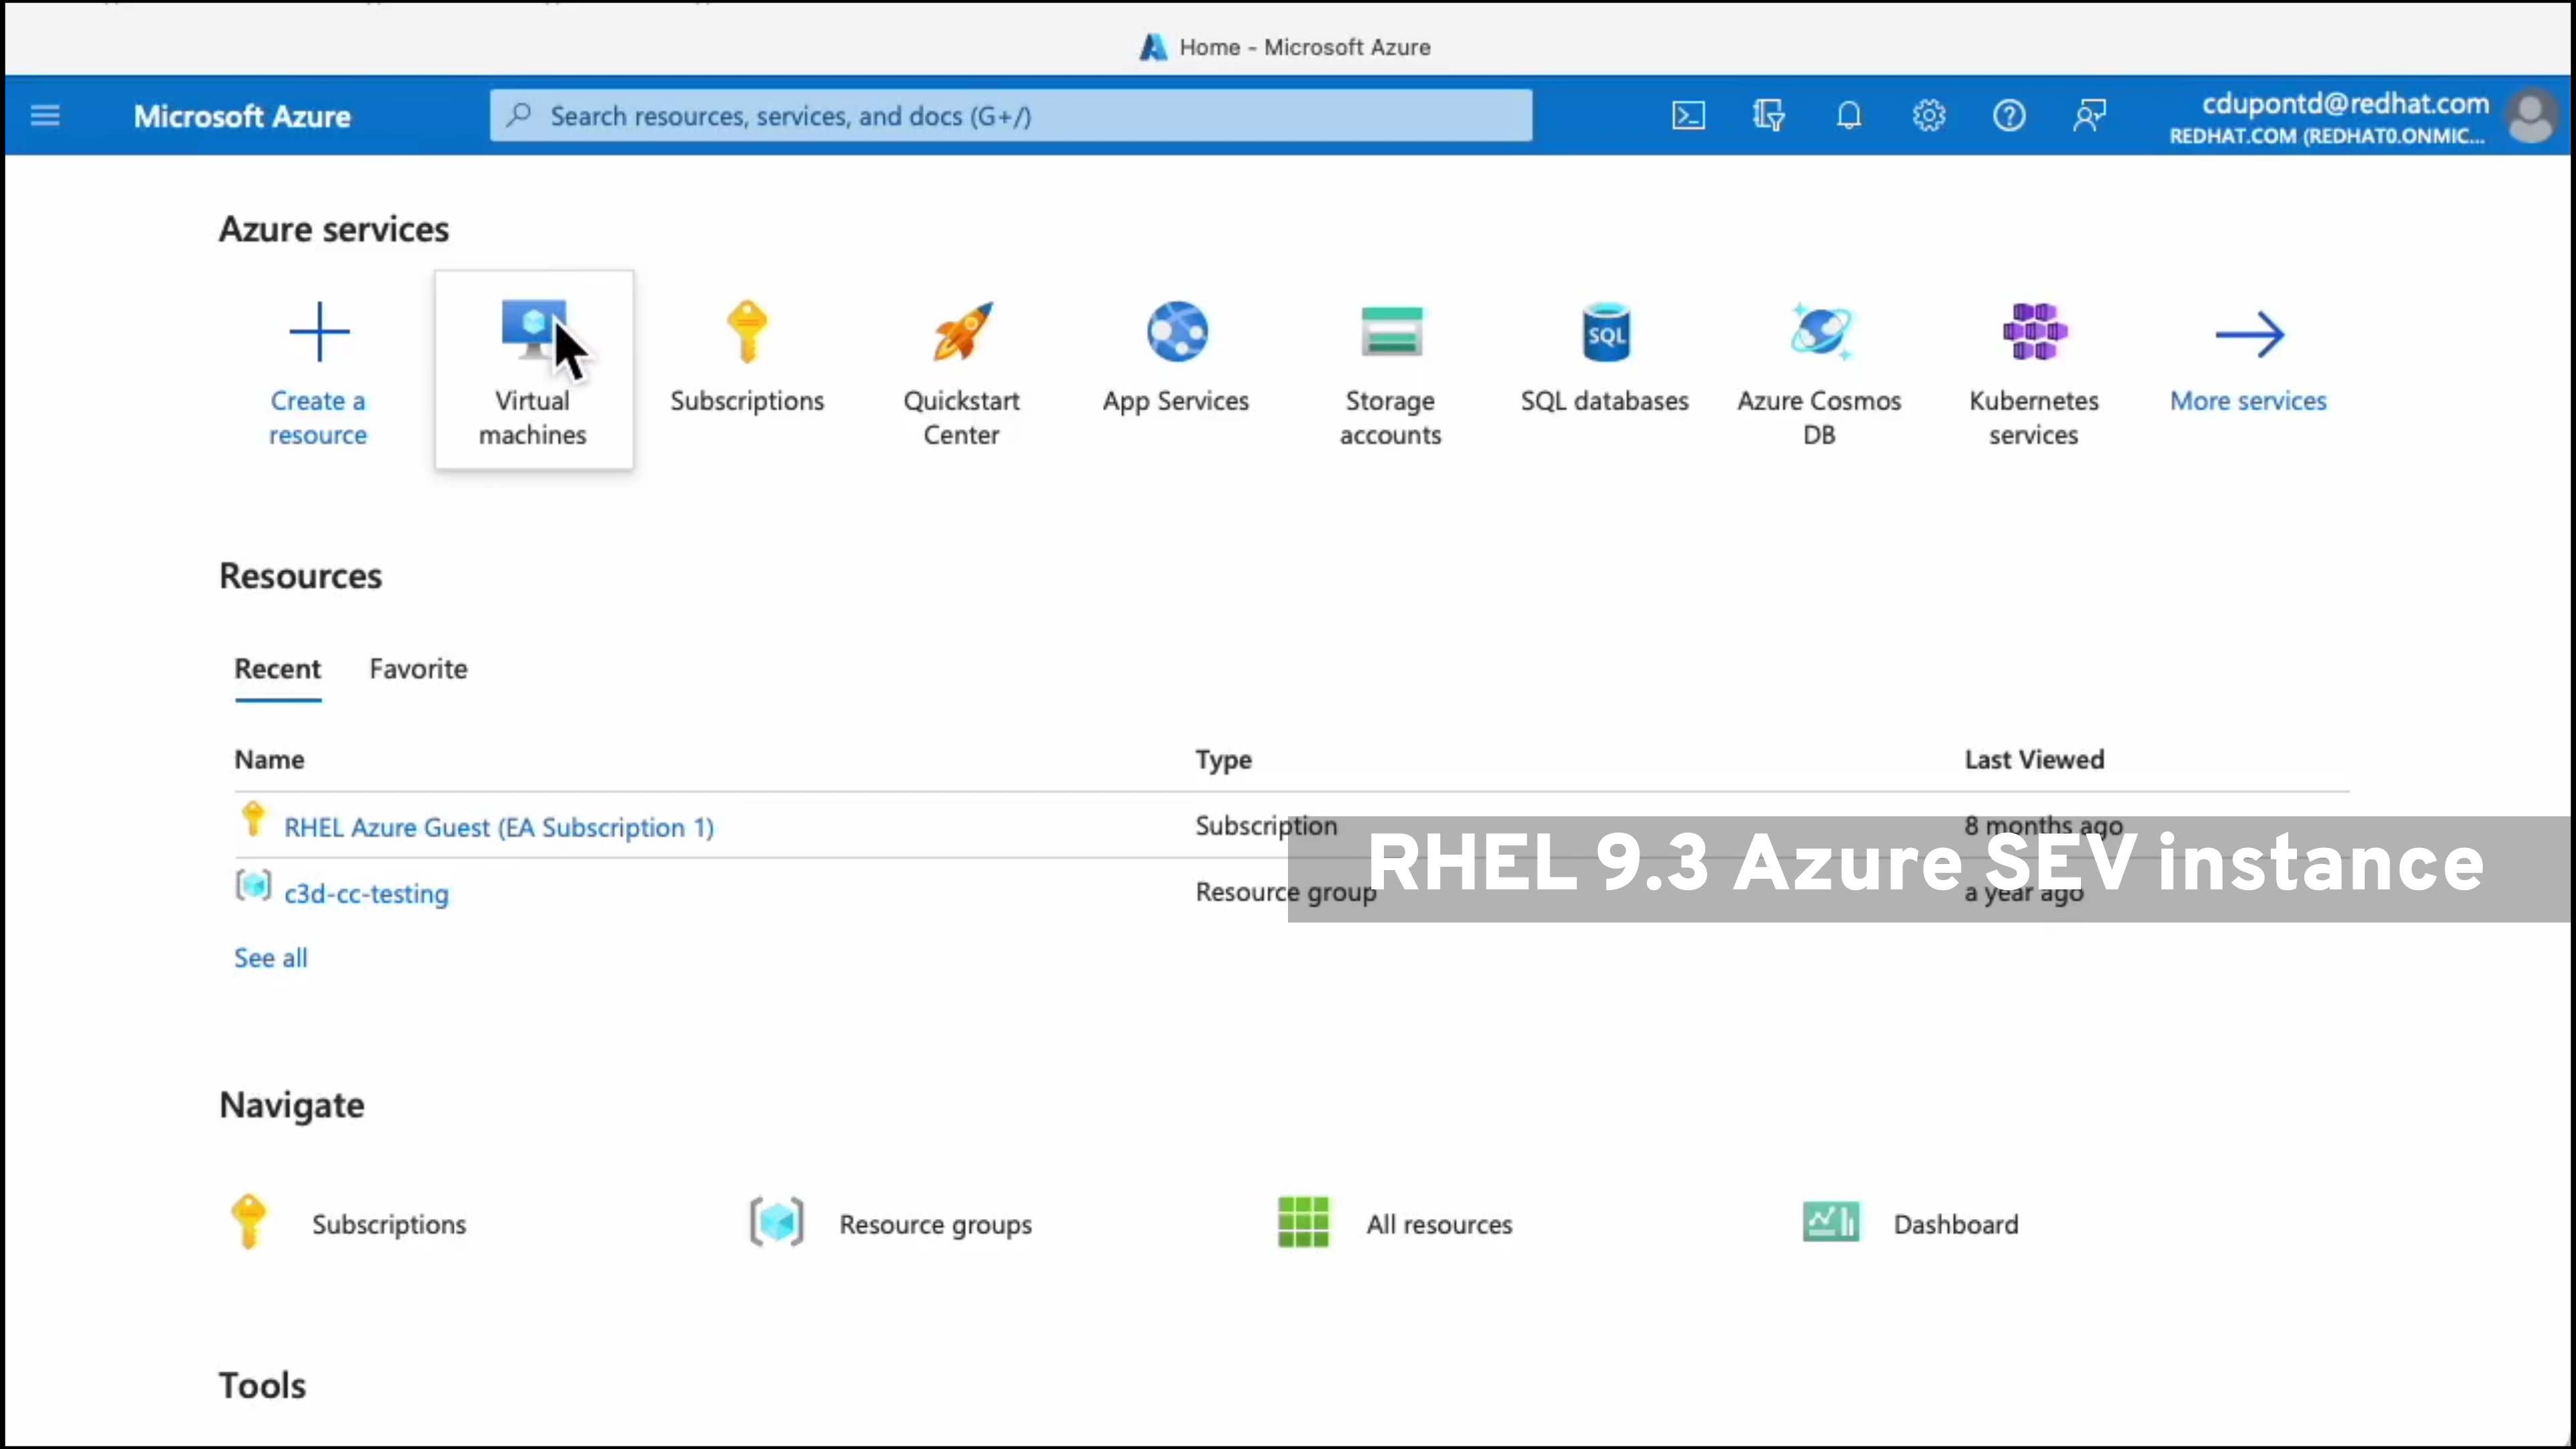 Home - Microsoft Azure
Microsoft Azure
Search resources, services, and docs (G+/)
cdupontd@redhat.com
REDHAT.COM (REDHAT0.ONMIC...
Azure services
Create a
resource
Virtual
machines
Subscriptions
Quickstart
Center
App Services
Storage
accounts
SQL
SQL databases
Azure Cosmos
DB
Kubernetes
services
More services
Resources
Recent Favorite
Name Type Last Viewed
RHEL Azure Guest (EA Subscription 1) Subscription 8 months ago
RHEL 9.3 Azure SEV instance
c3d-cc-testing Resource group a year ago
See all
Navigate
Subscriptions Resource groups All resources Dashboard
Tools